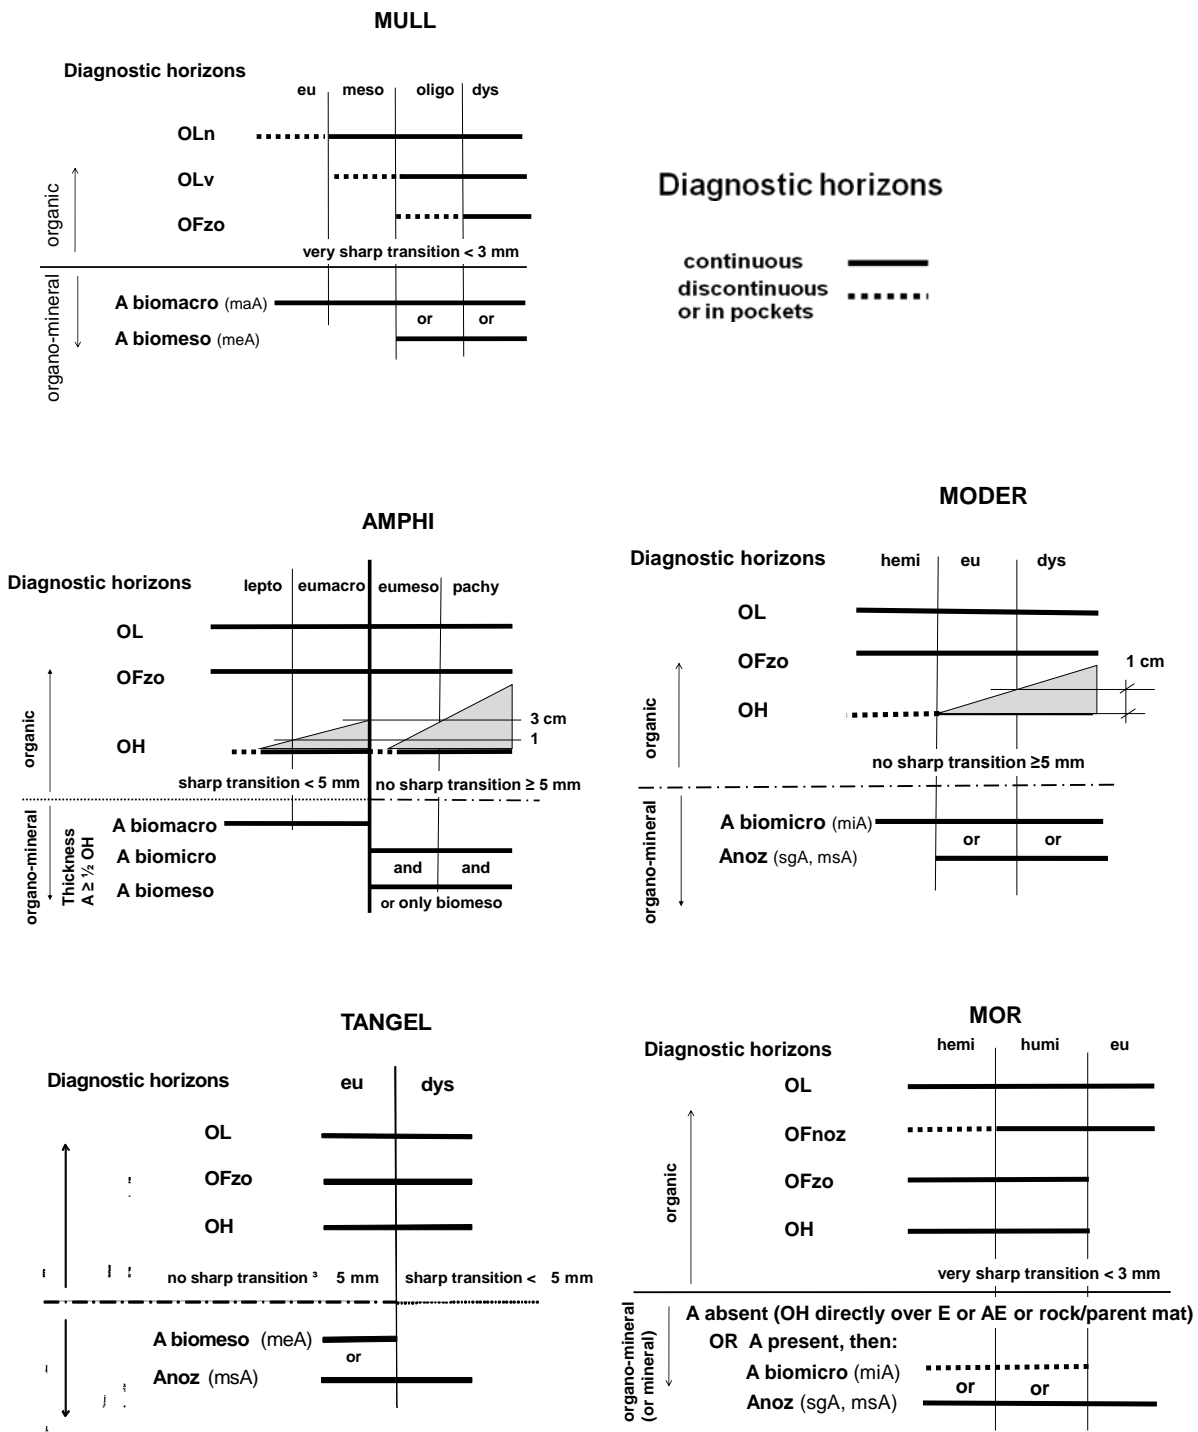 MULL
Diagnostic horizons
eu meso oligo dys
OLn
OLv
OFzo
organic
very sharp transition < 3 mm
organo-mineral
A biomacro (maA)
or or
A biomeso (meA)
Diagnostic horizons
continuous
discontinuous
or in pockets
AMPHI
Diagnostic horizons
lepto eumacro eumeso pachy
OL
OFzo
organic
3 cm
1
OH
sharp transition < 5 mm no sharp transition ≥ 5 mm
organo-mineral
Thickness
A ≥ ½ OH
A biomacro
A biomicro
and and
A biomeso
or only biomeso
MODER
Diagnostic horizons
hemi eu dys
OL
OFzo
1 cm
organic
OH
no sharp transition ≥5 mm
organo-mineral
A biomicro (miA)
or or
Anoz (sgA, msA)
TANGEL
Diagnostic horizons
eu dys
OL
OFzo
OH
no sharp transition ³ 5 mm sharp transition < 5 mm
A biomeso (meA)
or
Anoz (msA)
MOR
Diagnostic horizons
hemi humi eu
OL
OFnoz
organic
OFzo
OH
very sharp transition < 3 mm
organo-mineral
(or mineral)
A absent (OH directly over E or AE or rock/parent mat)
OR A present, then:
A biomicro (miA)
or or
Anoz (sgA, msA)